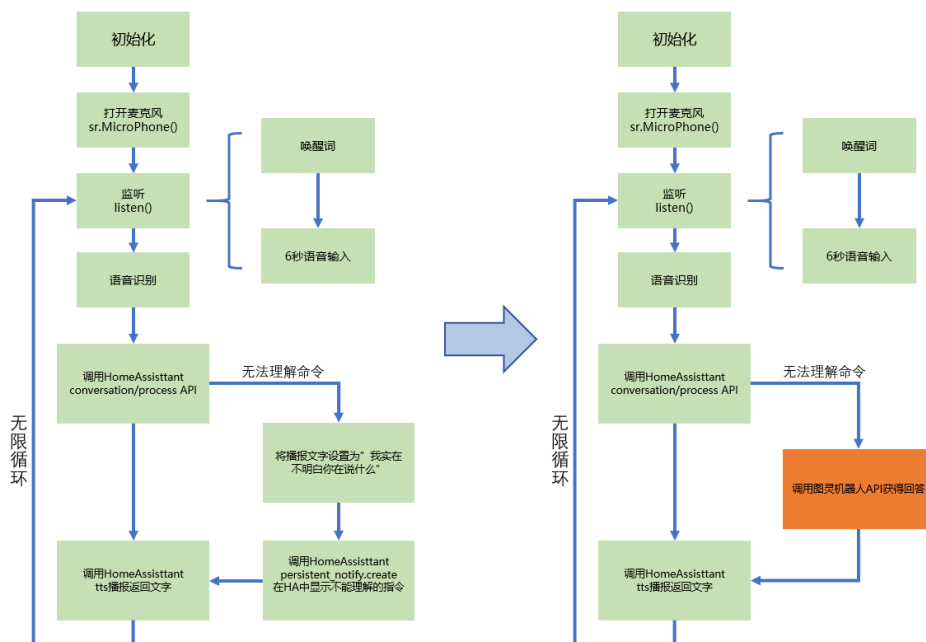 初始化
打开麦克风
sr.MicroPhone()
唤醒词
监听
listen()
6秒语音输入
语音识别
调用HomeAssisttant
conversation/process API
无法理解命令
无限循环
将播报文字设置为”我实在
不明白你在说什么”
调用HomeAssisttant
persistent_notify.create
在HA中显示不能理解的指令
调用HomeAssisttant
tts播报返回文字
初始化
打开麦克风
sr.MicroPhone()
唤醒词
监听
listen()
6秒语音输入
语音识别
调用HomeAssisttant
conversation/process API
无法理解命令
无限循环
调用图灵机器人API获得回答
调用HomeAssisttant
tts播报返回文字